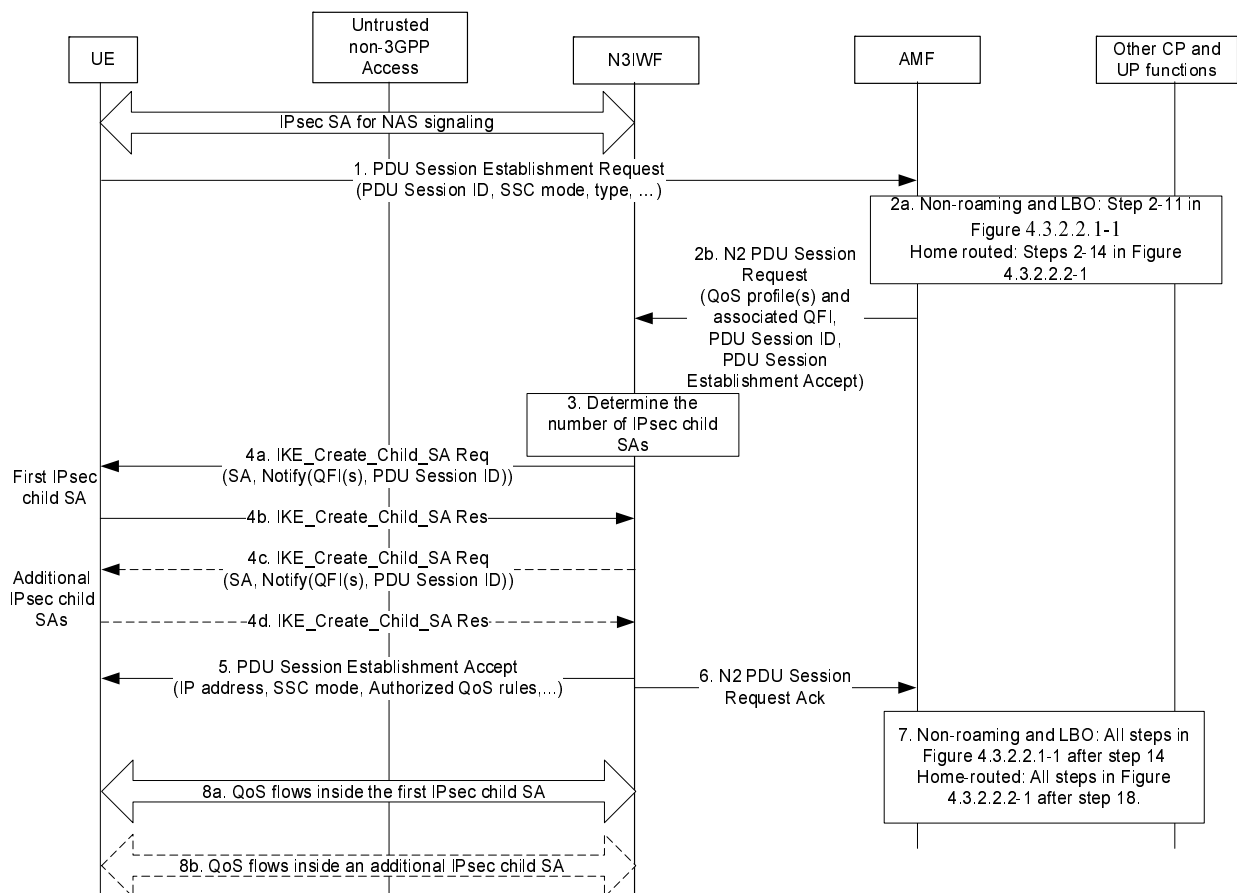 Untrusted
non-3GPP
Access
UE
N3IWF
AMF
Other CP and
UP functions
IPsec SA for NAS signaling
1. PDU Session Establishment Request
(PDU Session ID, SSC mode, type, ...)
2a. Non-roaming and LBO: Step 2-11 in
Figure 4.3.2.2.1-1
Home routed: Steps 2-14 in Figure
4.3.2.2.2-1
2b. N2 PDU Session
Request
(QoS profile(s) and
associated QFI,
PDU Session ID,
PDU Session
Establishment Accept)
3. Determine the
number of IPsec child
SAs
4a. IKE_Create_Child_SA Req
(SA, Notify(QFI(s), PDU Session ID))
First IPsec
child SA
4b. IKE_Create_Child_SA Res
4c. IKE_Create_Child_SA Req
(SA, Notify(QFI(s), PDU Session ID))
Additional
IPsec child
SAs
4d. IKE_Create_Child_SA Res
5. PDU Session Establishment Accept
(IP address, SSC mode, Authorized QoS rules,...)
6. N2 PDU Session
Request Ack
7. Non-roaming and LBO: All steps in
Figure 4.3.2.2.1-1 after step 14
Home-routed: All steps in Figure
4.3.2.2.2-1 after step 18.
8a. QoS flows inside the first IPsec child SA
8b. QoS flows inside an additional IPsec child SA